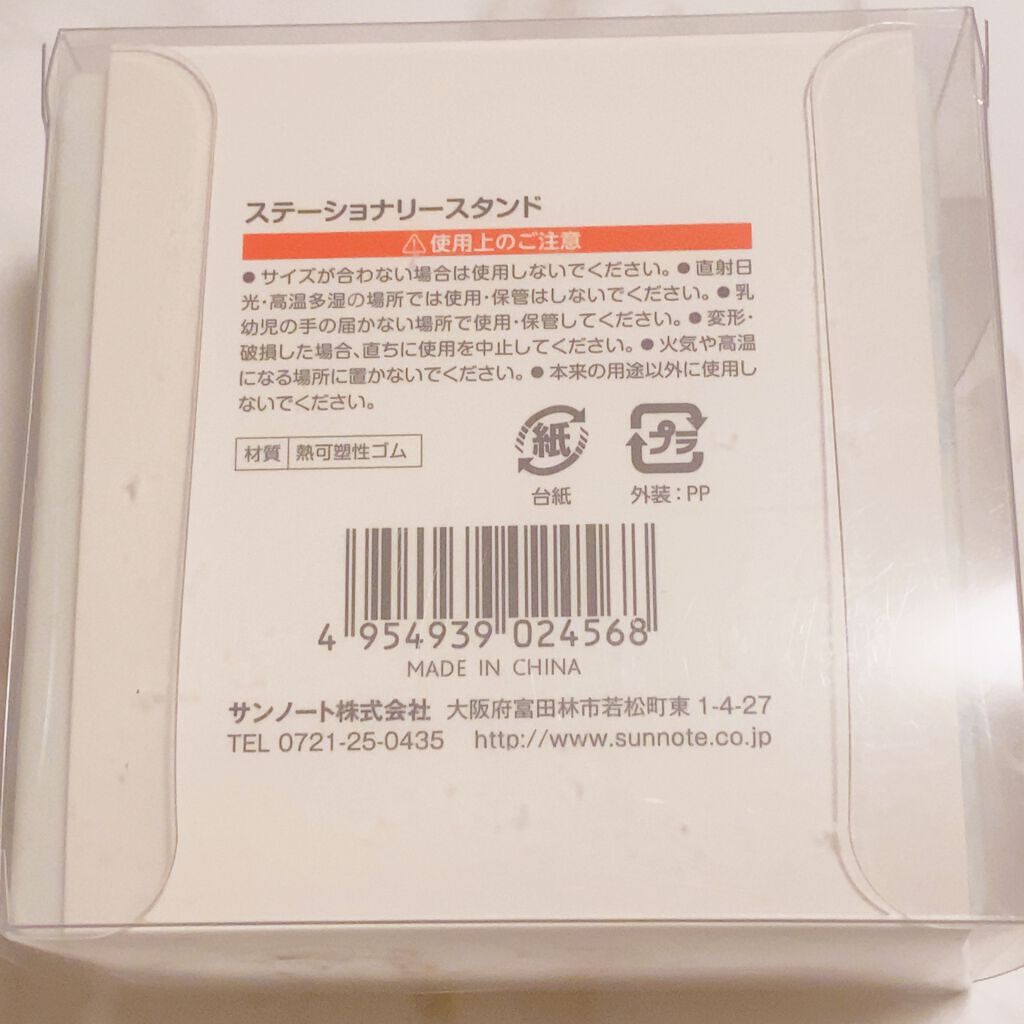 ステーショナリースタンド
⚠使用上のご注意
●サイズが合わない場合は使用しないでください。●直射日
光・高温多湿の場所では使用・保管はしないでください。●乳
幼児の手の届かない場所で使用・保管してください。●変形・
破損した場合、直ちに使用を中止してください。●火気や高温
になる場所に置かないでください。●本来の用途以外に使用し
ないでください。
材質 熱可塑性ゴム
紙 プラ
台紙 外装：PP
4 954939 024568
MADE IN CHINA
サンノート株式会社 大阪府富田林市若松町東 1-4-27
TEL 0721-25-0435 http://www.sunnote.co.jp